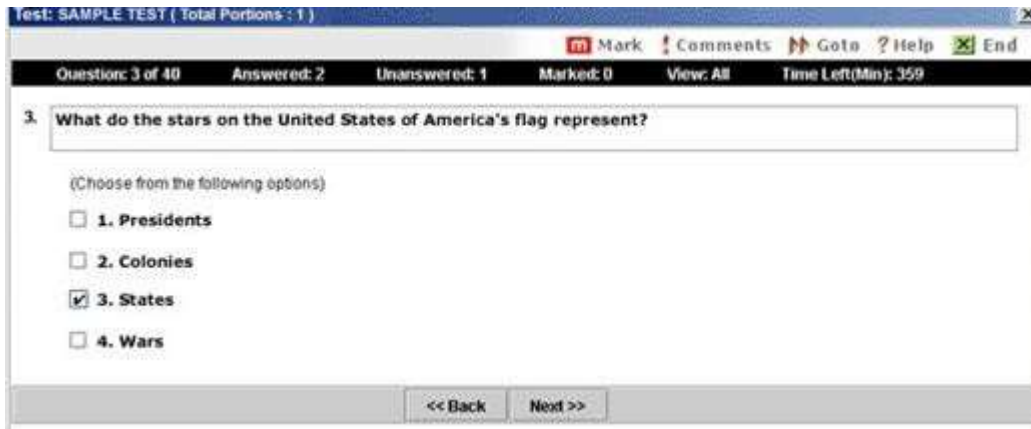 Test: SAMPLE TEST ( Total Portions : 1 )
m Mark ! Comments Goto ? Help X End
Question: 3 of 40 Answered: 2 Unanswered: 1 Marked: 0 View: All Time Left(Min): 359
3. What do the stars on the United States of America's flag represent?
(Choose from the following options)
1. Presidents
2. Colonies
3. States
4. Wars
<< Back Next >>